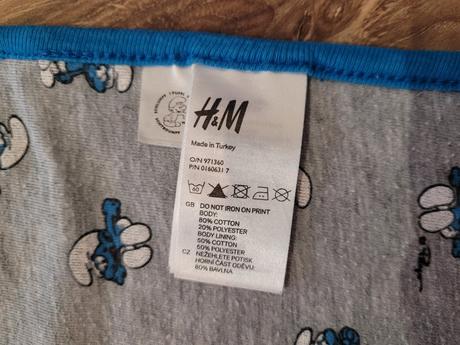 H&M
Made in Turkey
O/N 971360
P/N 0160631 7
60
GB DO NOT IRON ON PRINT
BODY:
80% COTTON
20% POLYESTER
BODY LINING:
50% COTTON
50% POLYESTER
CZ NEŽEHLETE POTISK
HORNÍ ČÁST ODĚVU:
80% BAVLNA